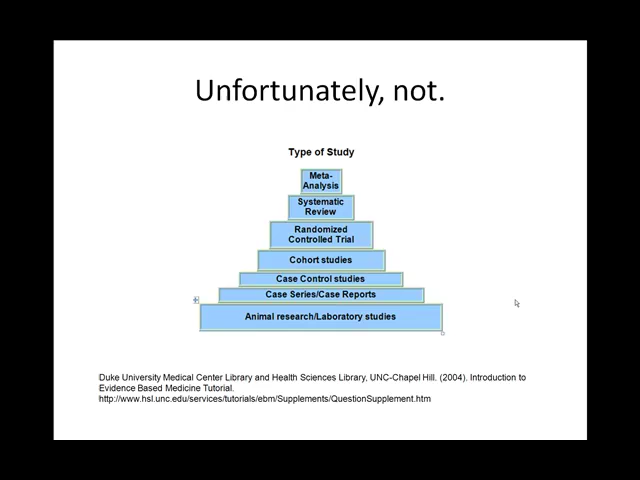 Unfortunately, not.
Type of Study
Meta-
Analysis
Systematic
Review
Randomized
Controlled Trial
Cohort studies
Case Control studies
Case Series/Case Reports
Animal research/Laboratory studies
Duke University Medical Center Library and Health Sciences Library, UNC-Chapel Hill. (2004). Introduction to
Evidence Based Medicine Tutorial.
http://www.hsl.unc.edu/services/tutorials/ebm/Supplements/QuestionSupplement.htm